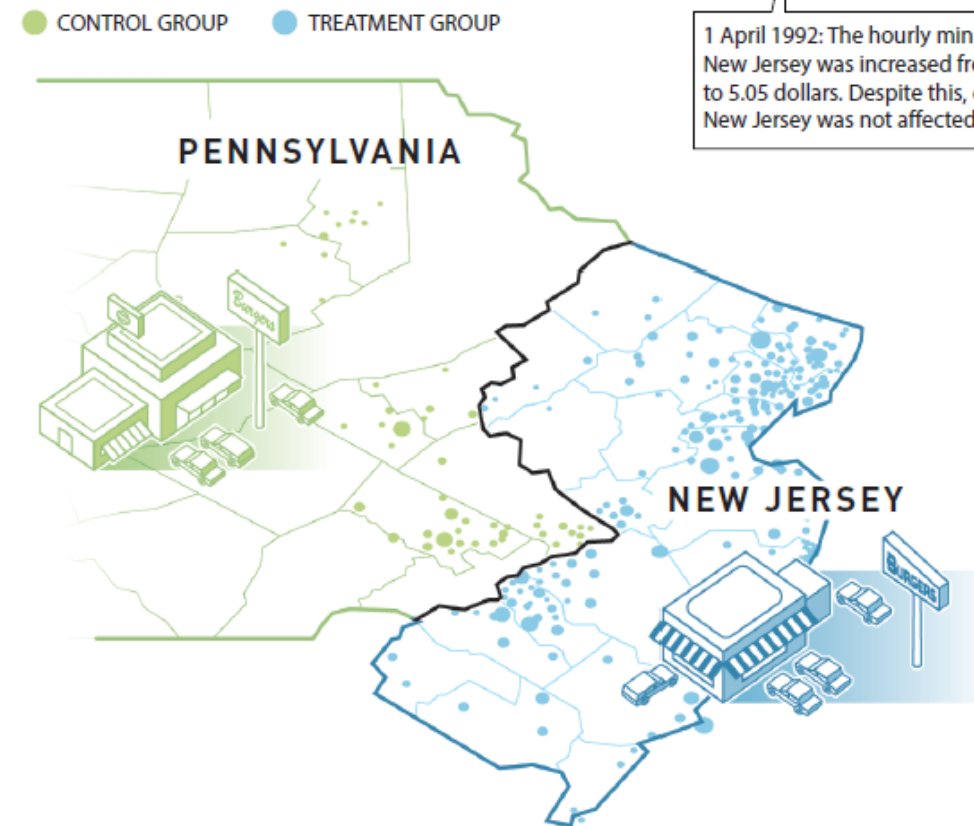 CONTROL GROUP
TREATMENT GROUP
1 April 1992: The hourly min
New Jersey was increased fr
to 5.05 dollars. Despite this,
New Jersey was not affected
PENNSYLVANIA
Burgers
NEW JERSEY
BURGERS